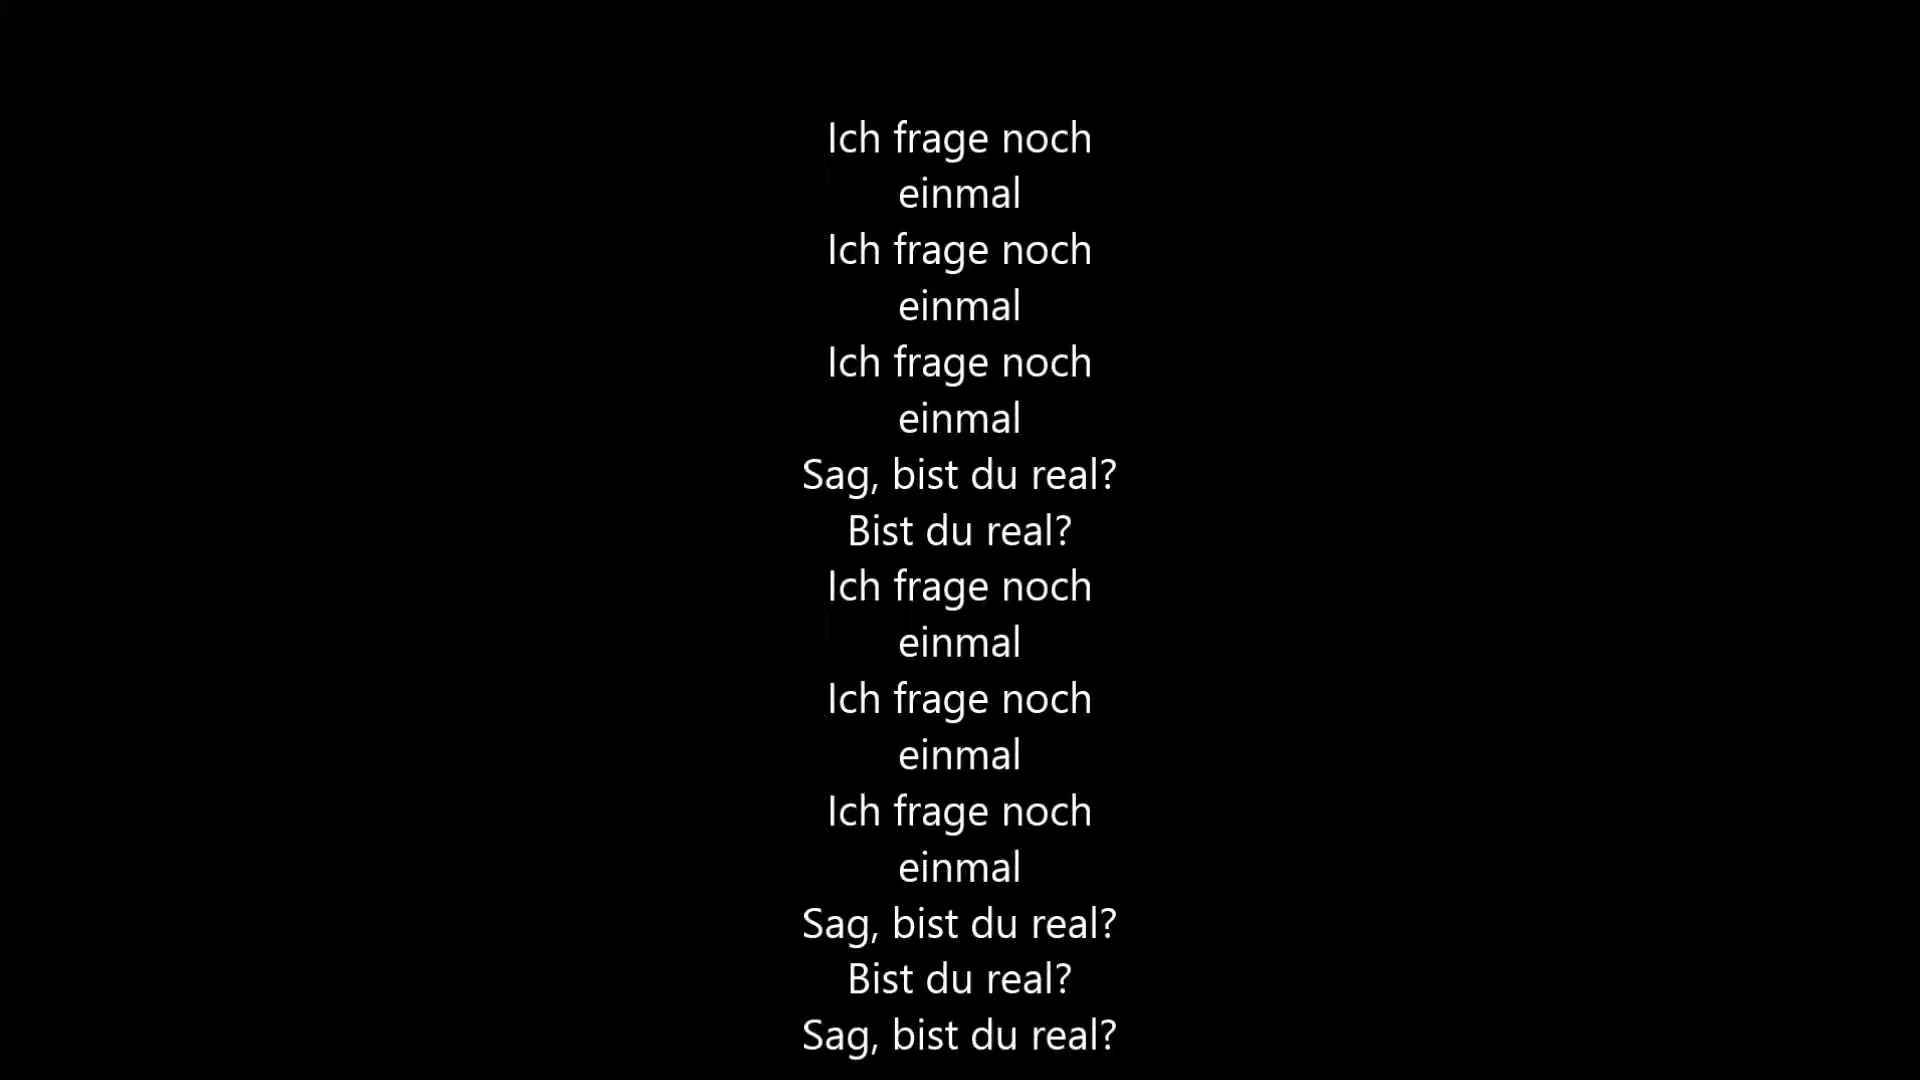 Ich frage noch
einmal
Ich frage noch
einmal
Ich frage noch
einmal
Sag, bist du real?
Bist du real?
Ich frage noch
einmal
Ich frage noch
einmal
Ich frage noch
einmal
Sag, bist du real?
Bist du real?
Sag, bist du real?